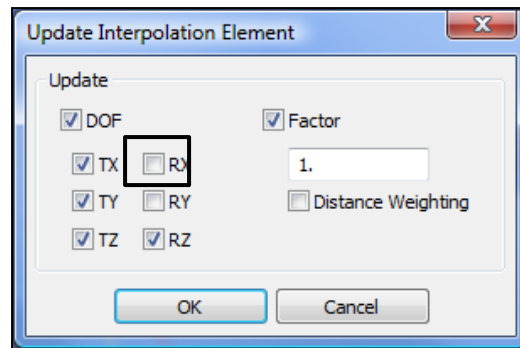 Update Interpolation Element
Update
DOF Factor
TX RX 1.
TY RY Distance Weighting
TZ RZ
OK Cancel